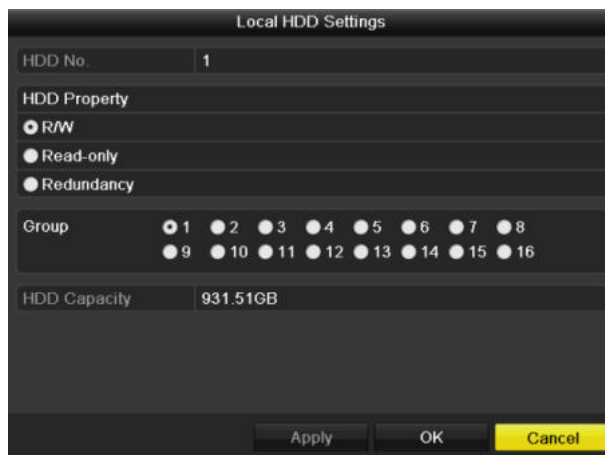 Local HDD Settings
HDD No. 1
HDD Property
R/W
Read-only
Redundancy
Group 1 2 3 4 5 6 7 8
9 10 11 12 13 14 15 16
HDD Capacity 931.51GB
Apply OK Cancel